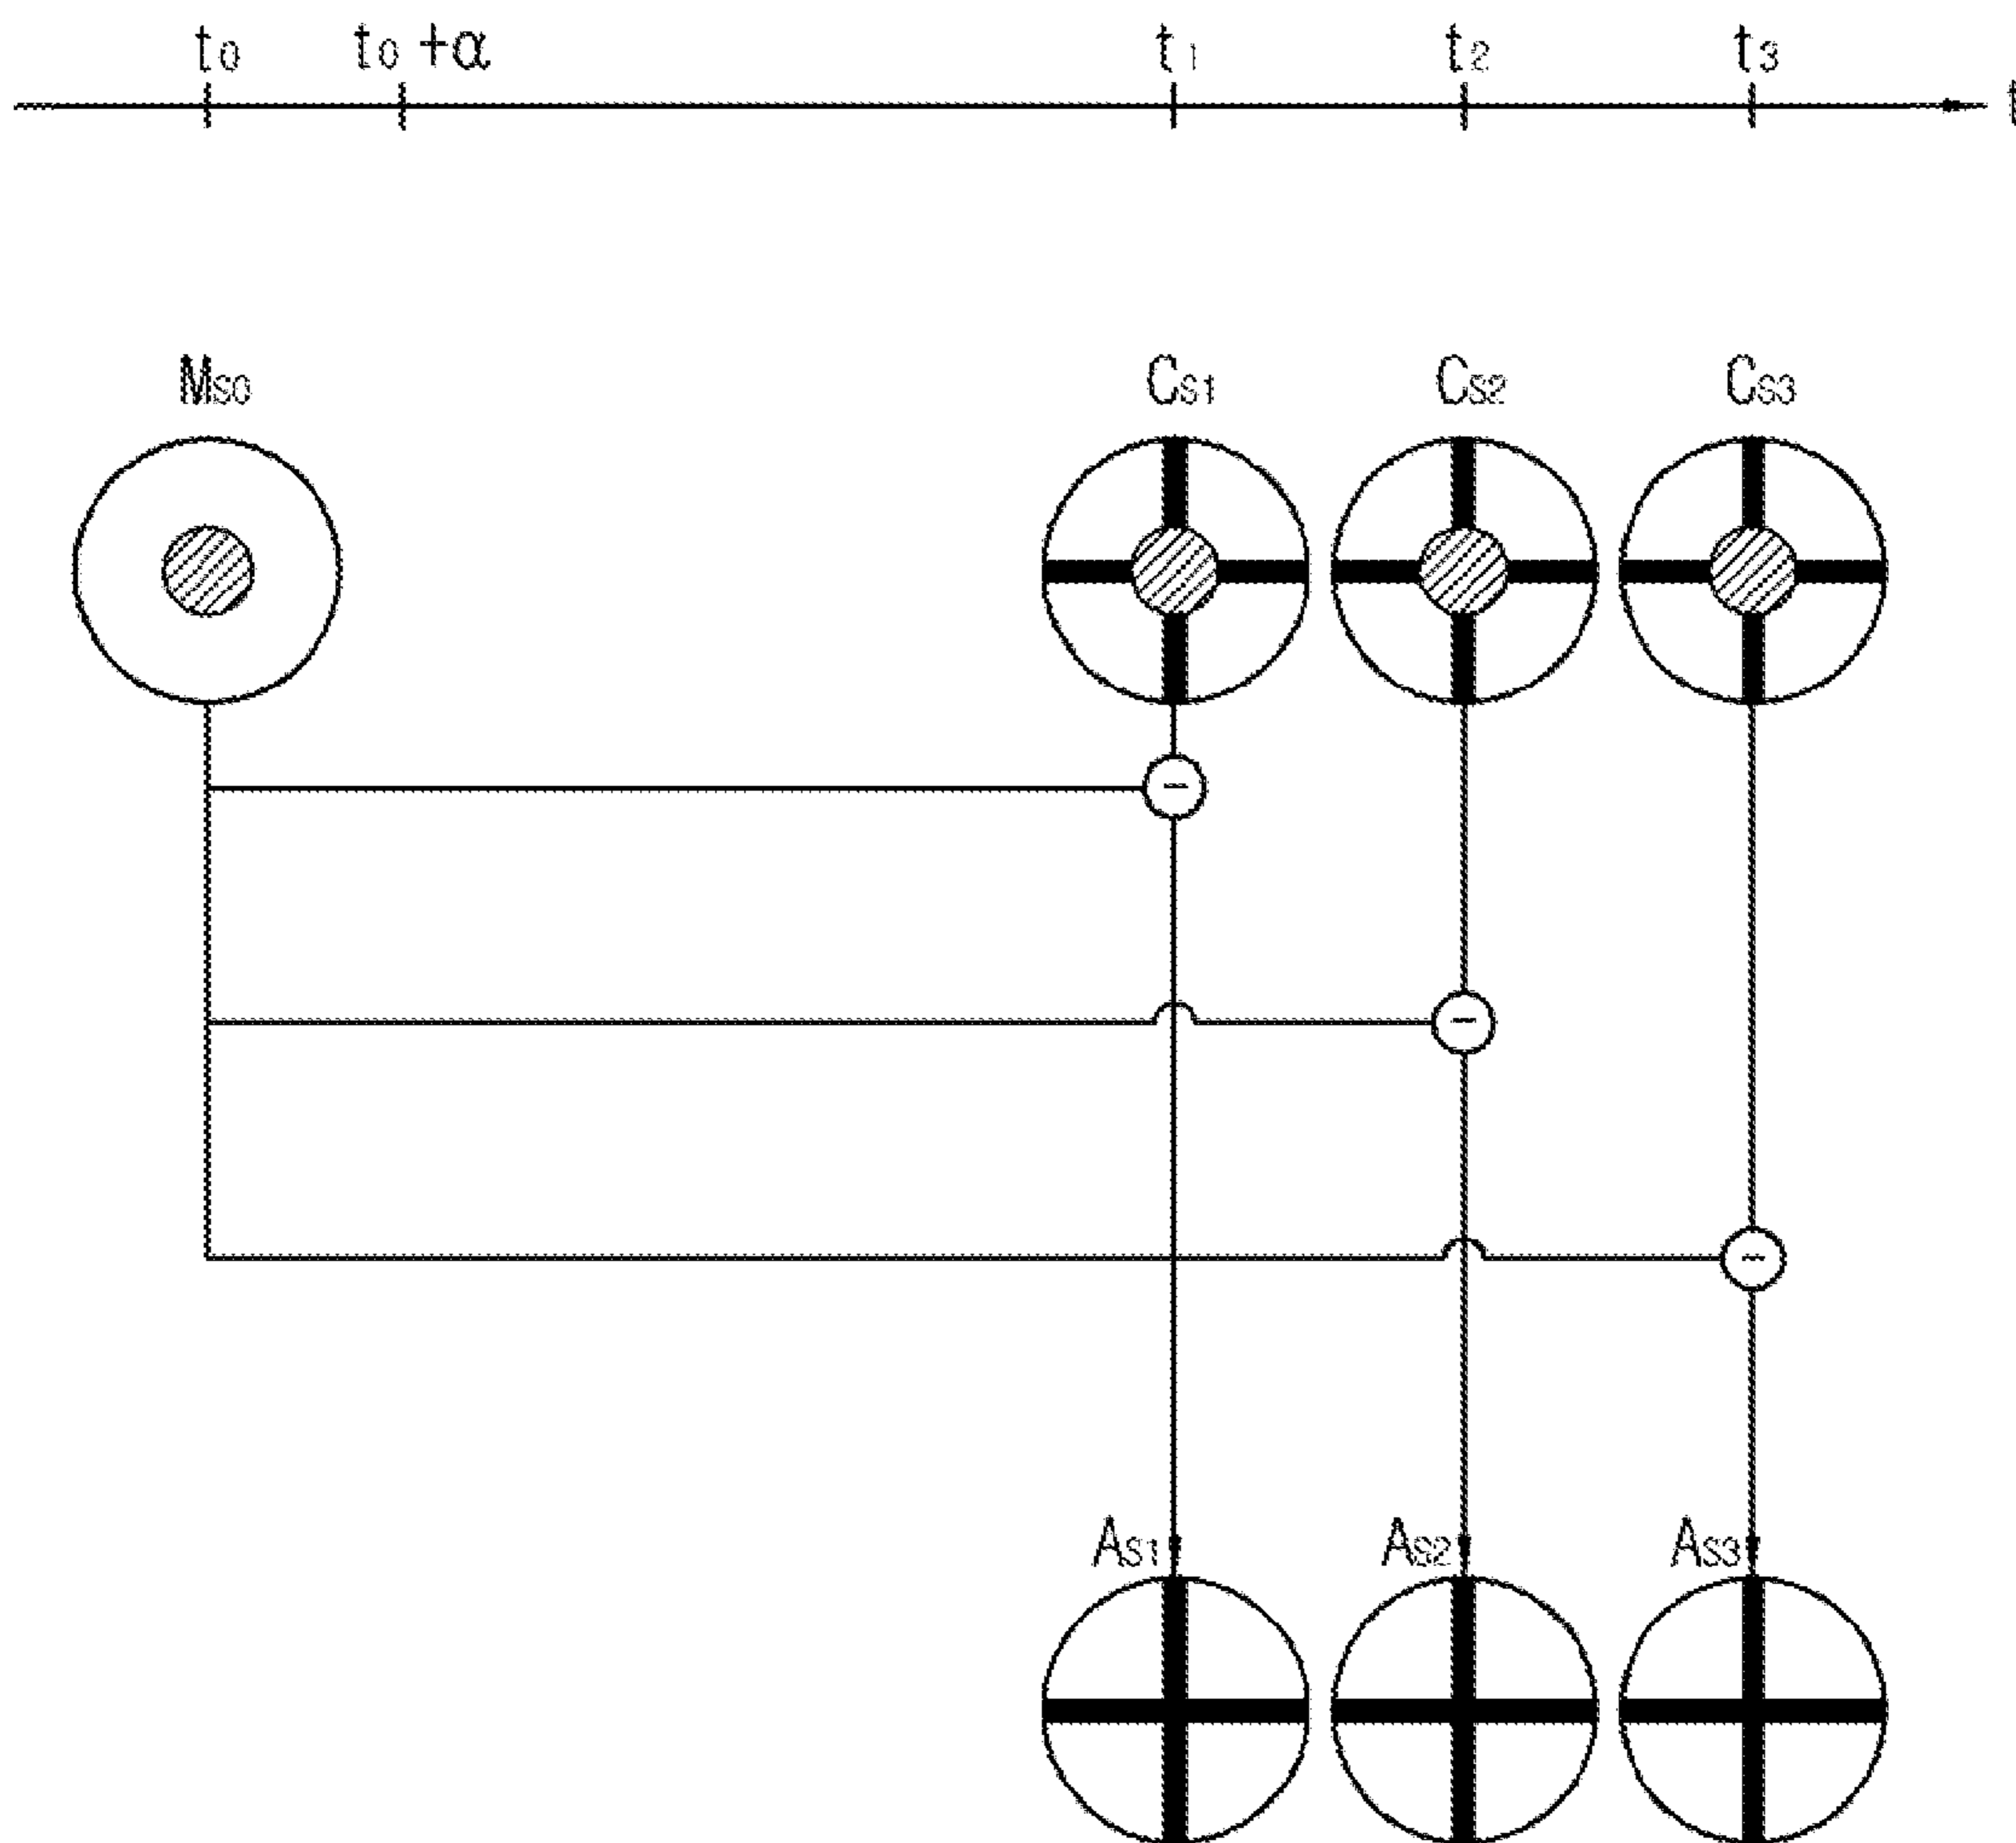 t0 t0+α t1 t2 t3
t
MS0 CS1 CS2 CS3
-
-
-
AS1 AS2 AS3